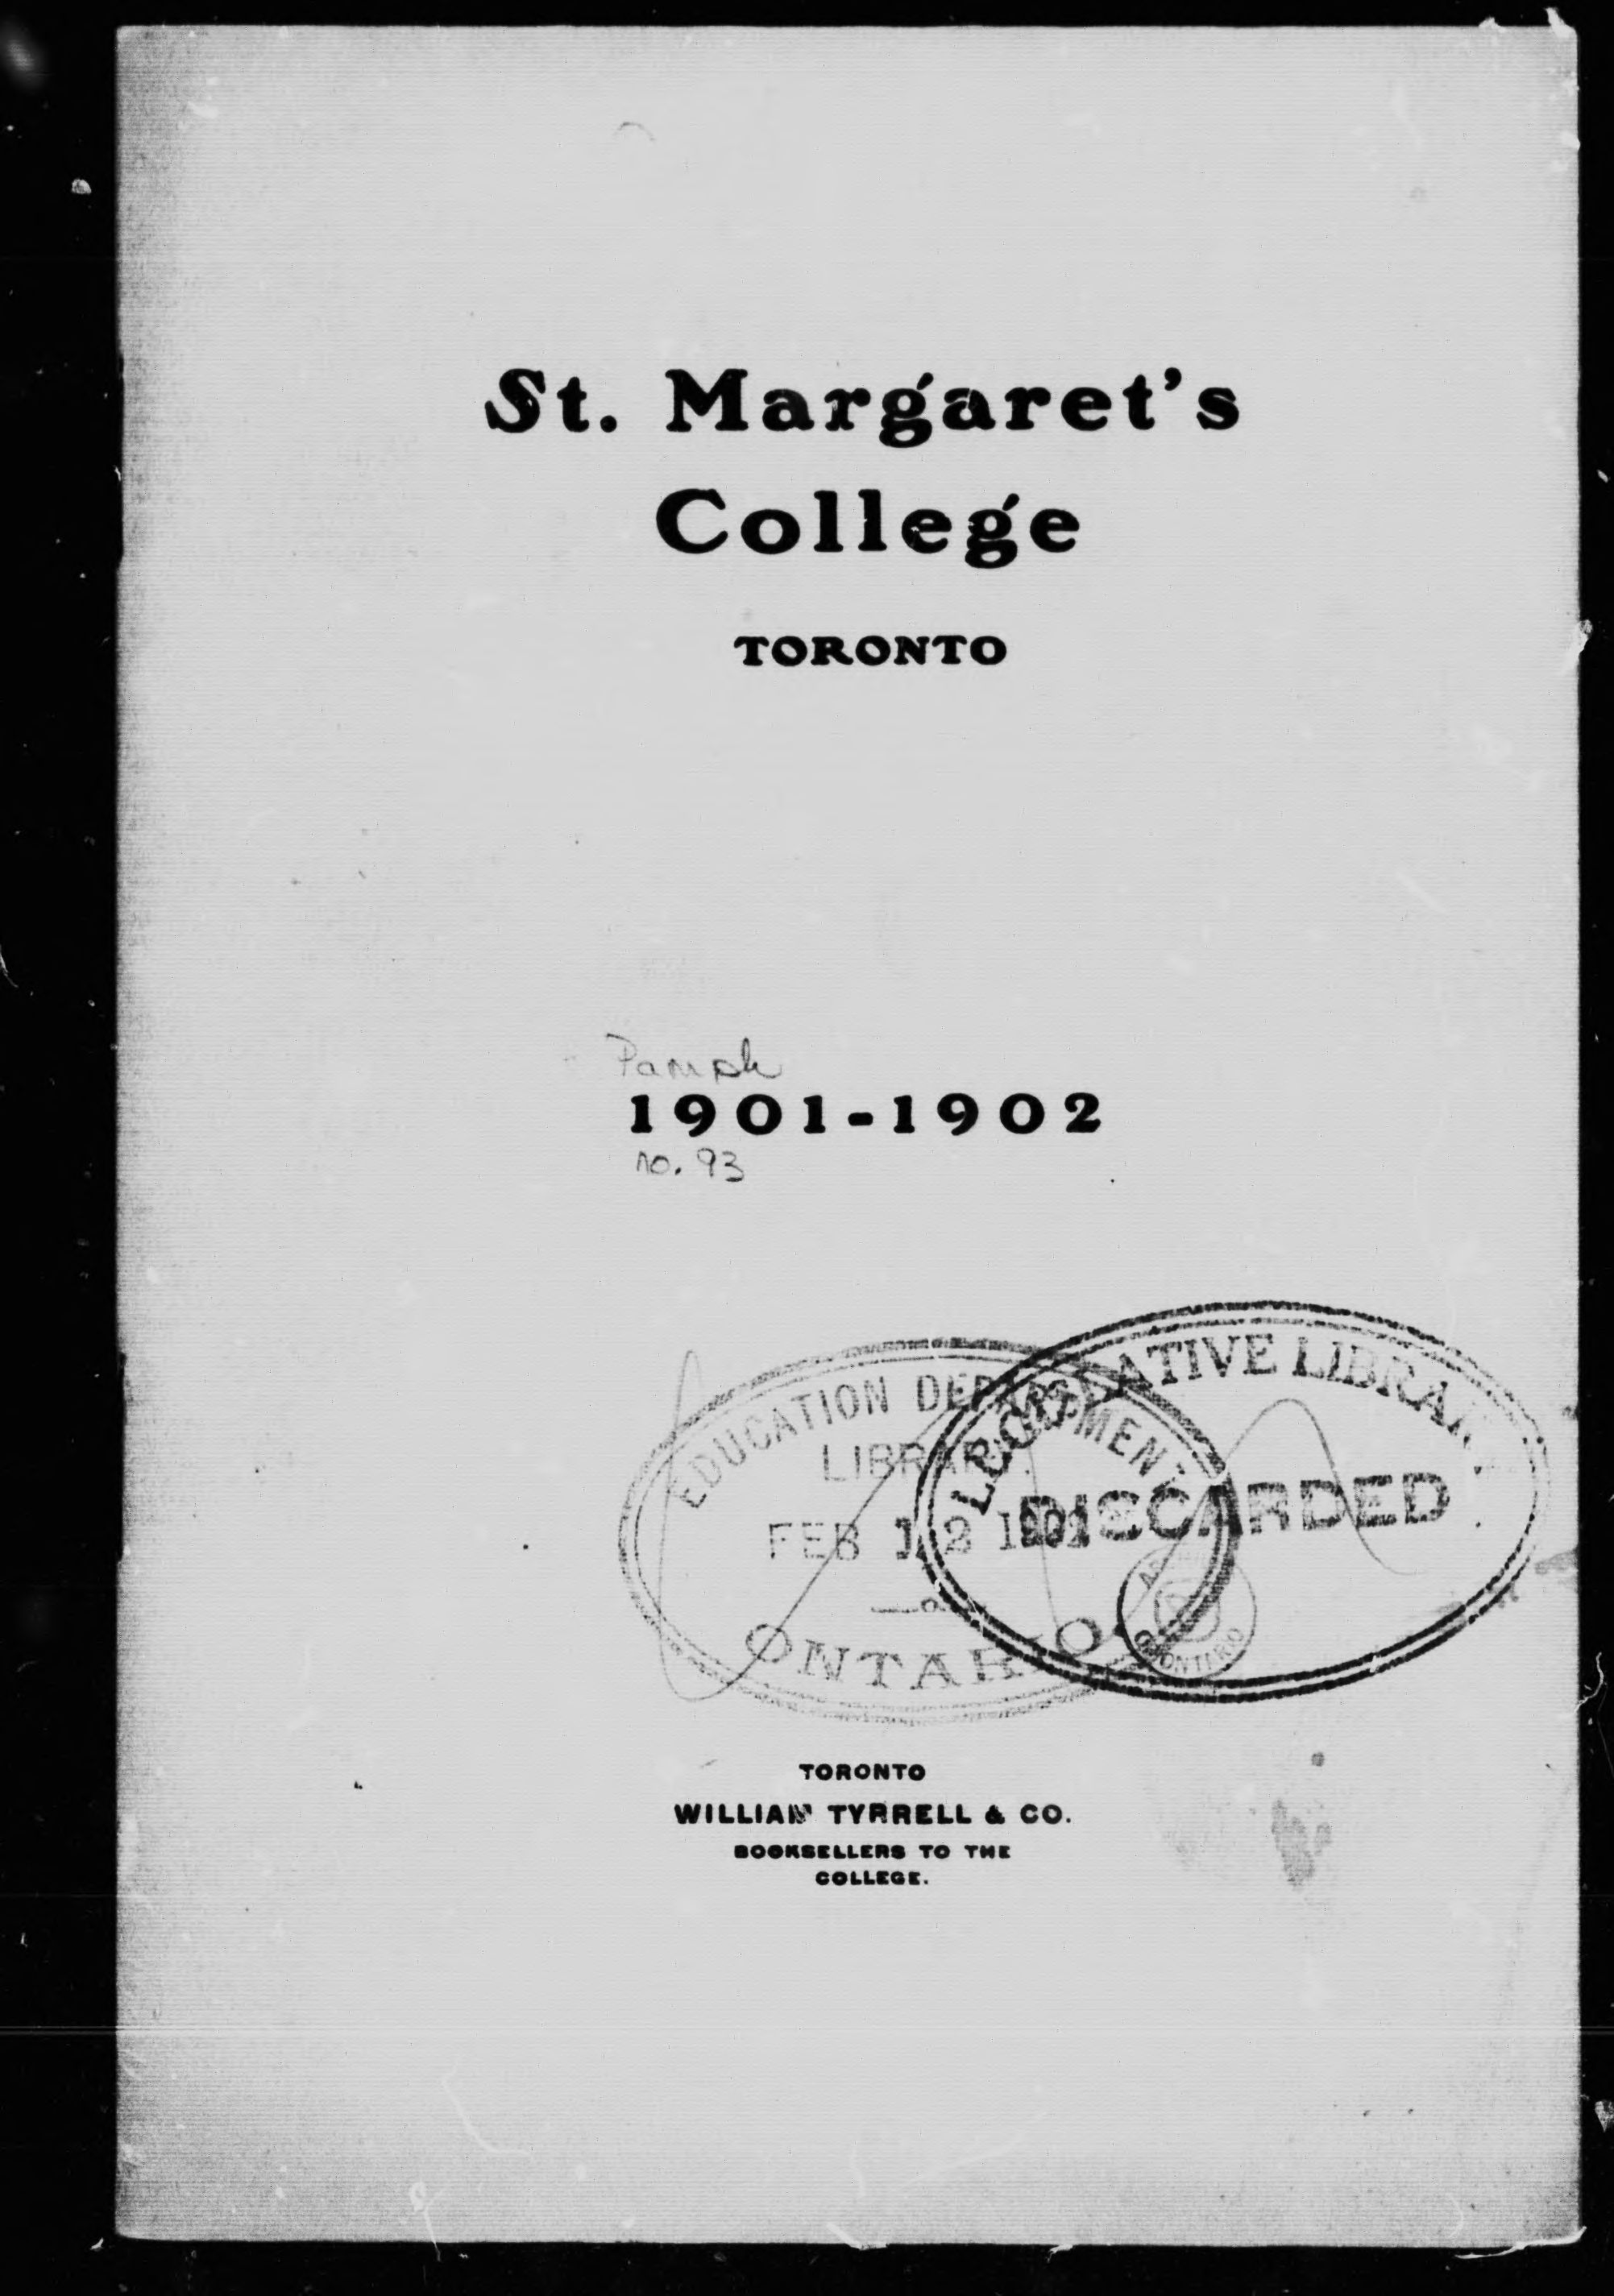 St. Margaret's
College
TORONTO
Pamph
1901-1902
no. 93
EDUCATION DEPARTMENT
LIBRARY.
FEB
ONTARIO
LEGISLATIVE LIBRARY
DISCARDED
TORONTO
WILLIAM TYRRELL & CO.
BOOKSELLERS TO THE
COLLEGE.